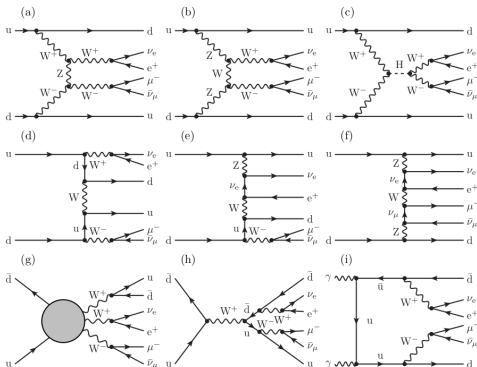 (a) (b) (c)
u d u d u d
W+ W+ νe Z W+ νe W+ νe
Z e+ W e+ H e+
W− W− μ− Z W− μ− W− μ−
ν̄μ ν̄μ ν̄μ
d u d u d u
(d) (e) (f)
u νe u u u u
d W+ e+ Z νe Z νe
d νe νe e+
W W e+ W
u d νμ μ−
u W− μ− u W− μ− Z ν̄μ
d ν̄μ d ν̄μ d d
(g) (h) (i)
d̄ u d̄ d̄ γ ū d̄
W+ d̄ d̄ νe W+ νe
W+ νe W+ W−W+ e+ u e+
e+ u μ− W− μ−
W− μ− ν̄μ ν̄μ
u ν̄μ u u γ u d